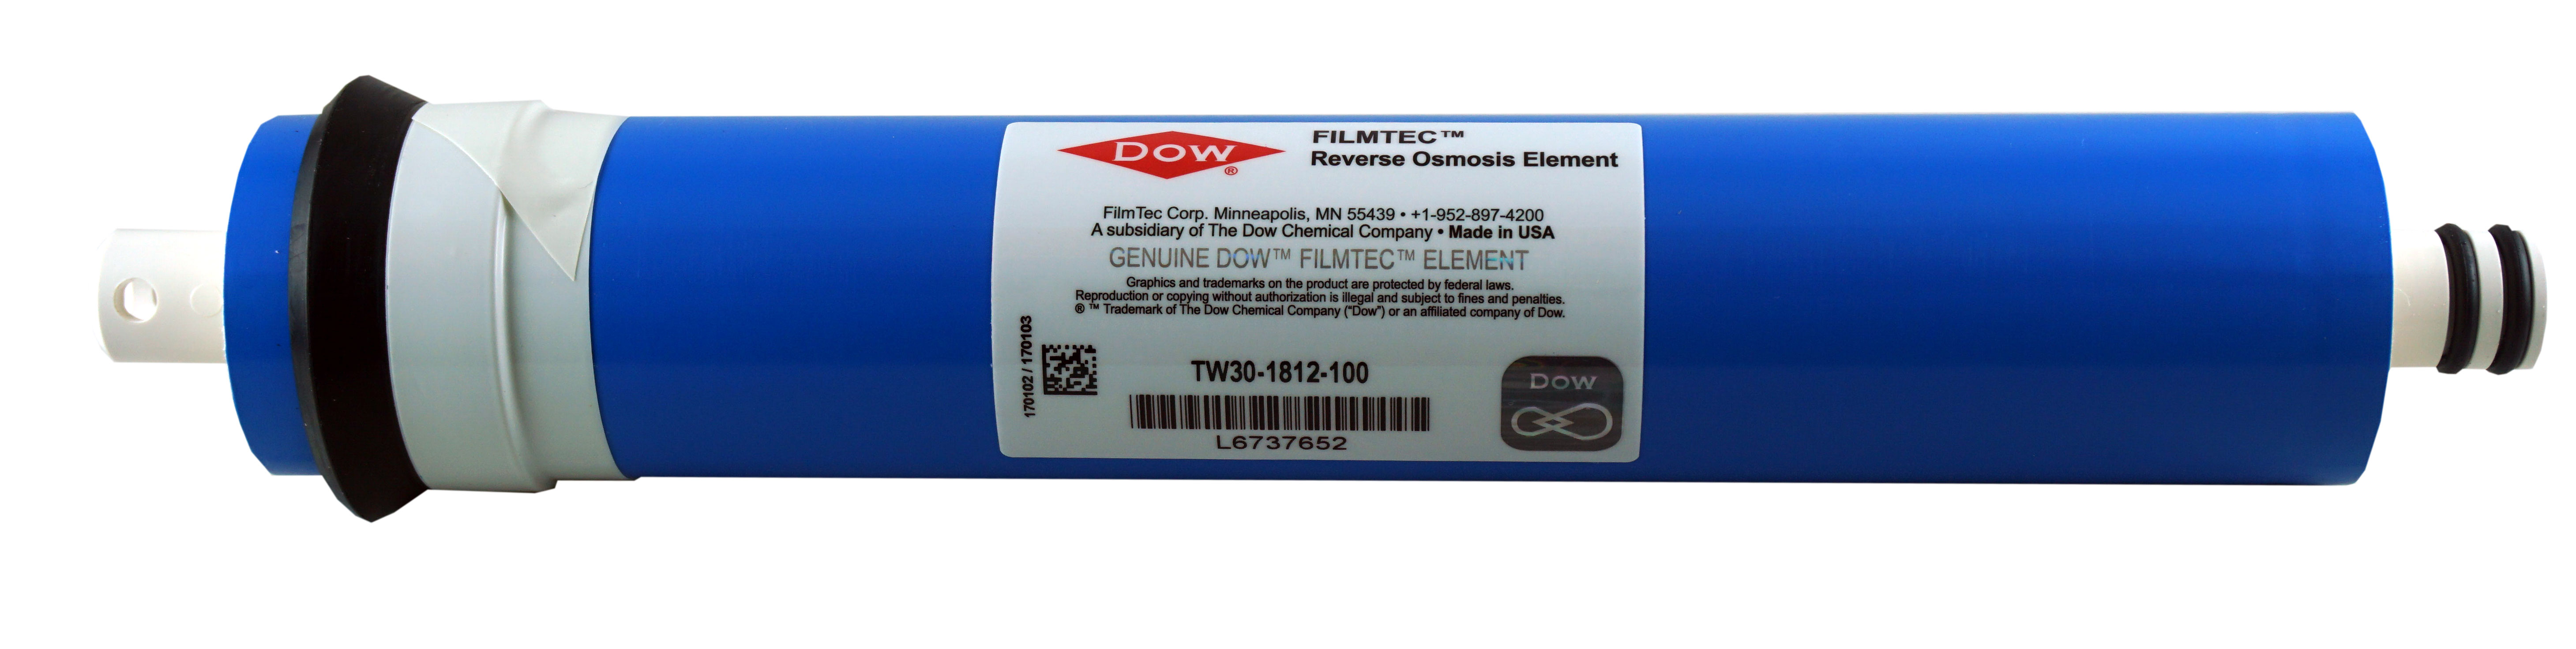 DOW®
FILMTEC™
Reverse Osmosis Element
FilmTec Corp. Minneapolis, MN 55439 • +1-952-897-4200
A subsidiary of The Dow Chemical Company • Made in USA
GENUINE DOW™ FILMTEC™ ELEMENT
Graphics and trademarks on the product are protected by federal laws.
Reproduction or copying without authorization is illegal and subject to fines and penalties.
® ™ Trademark of The Dow Chemical Company ("Dow") or an affiliated company of Dow.
170102 / 170103
TW30-1812-100
L6737652
DOW